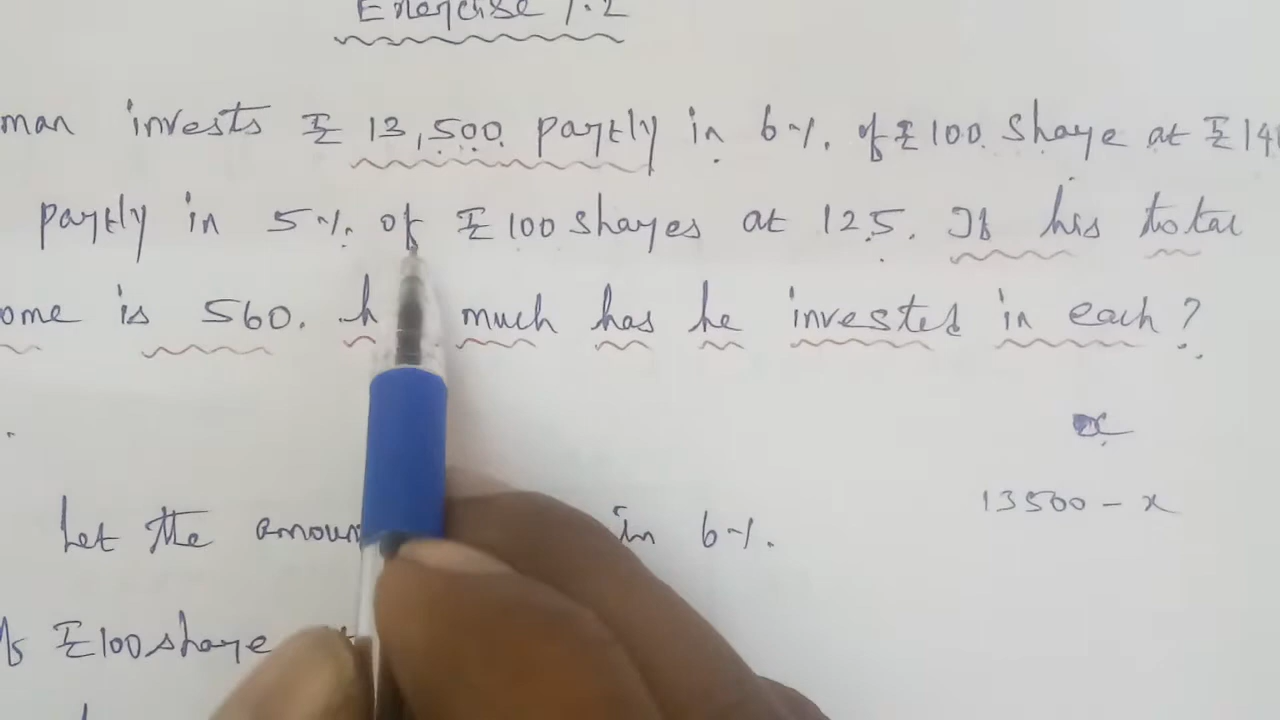 Exercise 7.2
man invests ₹ 13,500 partly in 6%. of ₹100 Share at ₹14
partly in 5%. of ₹100 shares at 125. If his total
ome is 560. h much has he invested in each?
x
13500 - x
Let the amoun in 6%.
₹100 share